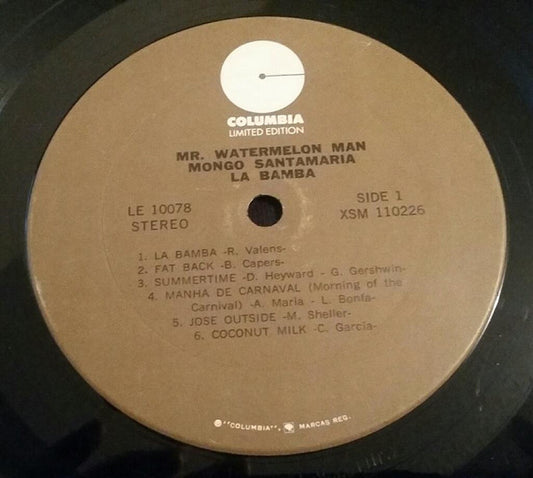 COLUMBIA
LIMITED EDITION
MR. WATERMELON MAN
MONGO SANTAMARIA
LA BAMBA
LE 10078
STEREO
SIDE 1
XSM 110226
1. LA BAMBA -R. Valens-
2. FAT BACK -B. Capers-
3. SUMMERTIME -D. Heyward - G. Gershwin-
4. MANHA DE CARNAVAL (Morning of the
Carnival) -A. Maria - L. Bonfa-
5. JOSE OUTSIDE -M. Sheller-
6. COCONUT MILK -C. Garcia-
® "COLUMBIA", MARCAS REG.